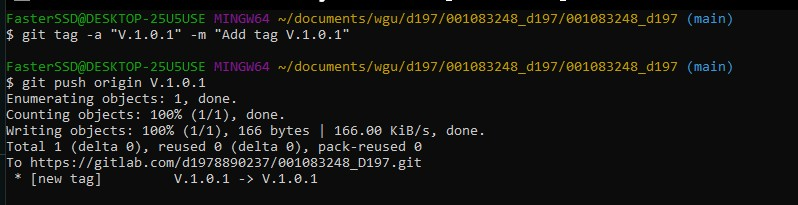 FasterSSD@DESKTOP-25U5USE MINGW64 ~/documents/wgu/d197/001083248_d197/001083248_d197 (main)
$ git tag -a "V.1.0.1" -m "Add tag V.1.0.1"
FasterSSD@DESKTOP-25U5USE MINGW64 ~/documents/wgu/d197/001083248_d197/001083248_d197 (main)
$ git push origin V.1.0.1
Enumerating objects: 1, done.
Counting objects: 100% (1/1), done.
Writing objects: 100% (1/1), 166 bytes | 166.00 KiB/s, done.
Total 1 (delta 0), reused 0 (delta 0), pack-reused 0
To https://gitlab.com/d1978890237/001083248_D197.git
 * [new tag]         V.1.0.1 -> V.1.0.1